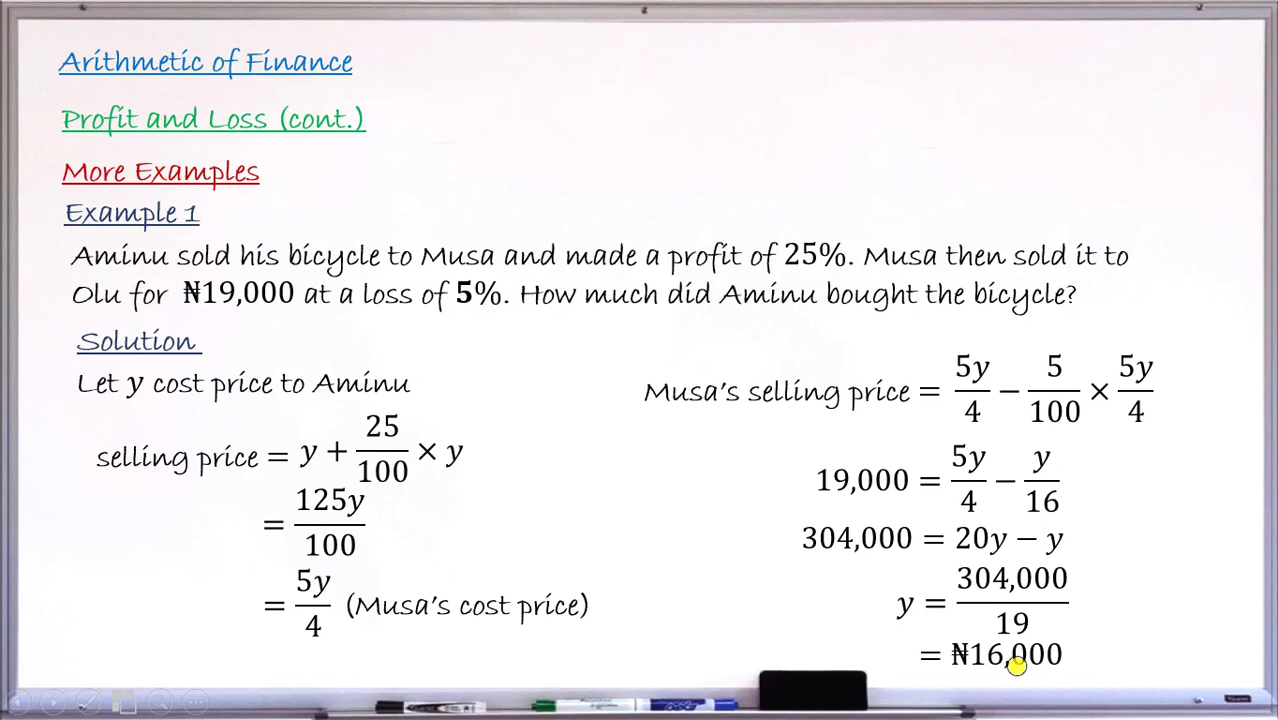 Arithmetic of Finance
Profit and Loss (cont.)
More Examples
Example 1
Aminu sold his bicycle to Musa and made a profit of 25%. Musa then sold it to
Olu for ₦19,000 at a loss of 5%. How much did Aminu bought the bicycle?
Solution
Let y cost price to Aminu
selling price = y + 25/100 × y
= 125y/100
= 5y/4 (Musa's cost price)
Musa's selling price = 5y/4 − 5/100 × 5y/4
19,000 = 5y/4 − y/16
304,000 = 20y − y
y = 304,000/19
= ₦16,000